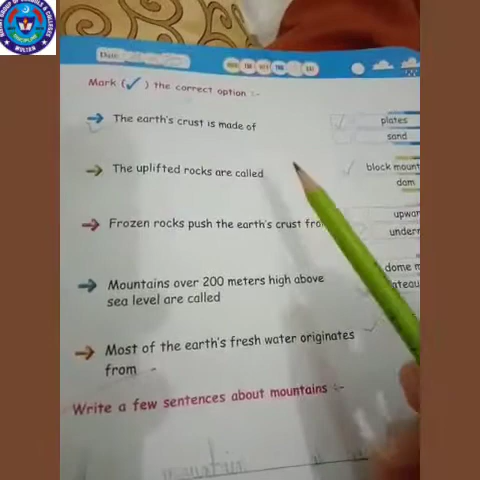 Date:
Mark (✓) the correct option :-
The earth's crust is made of
plates
sand
The uplifted rocks are called
block mount
dam
Frozen rocks push the earth's crust fro
upwar
undern
Mountains over 200 meters high above
sea level are called
dome m
ateau
Most of the earth's fresh water originates
from -
Write a few sentences about mountains :-